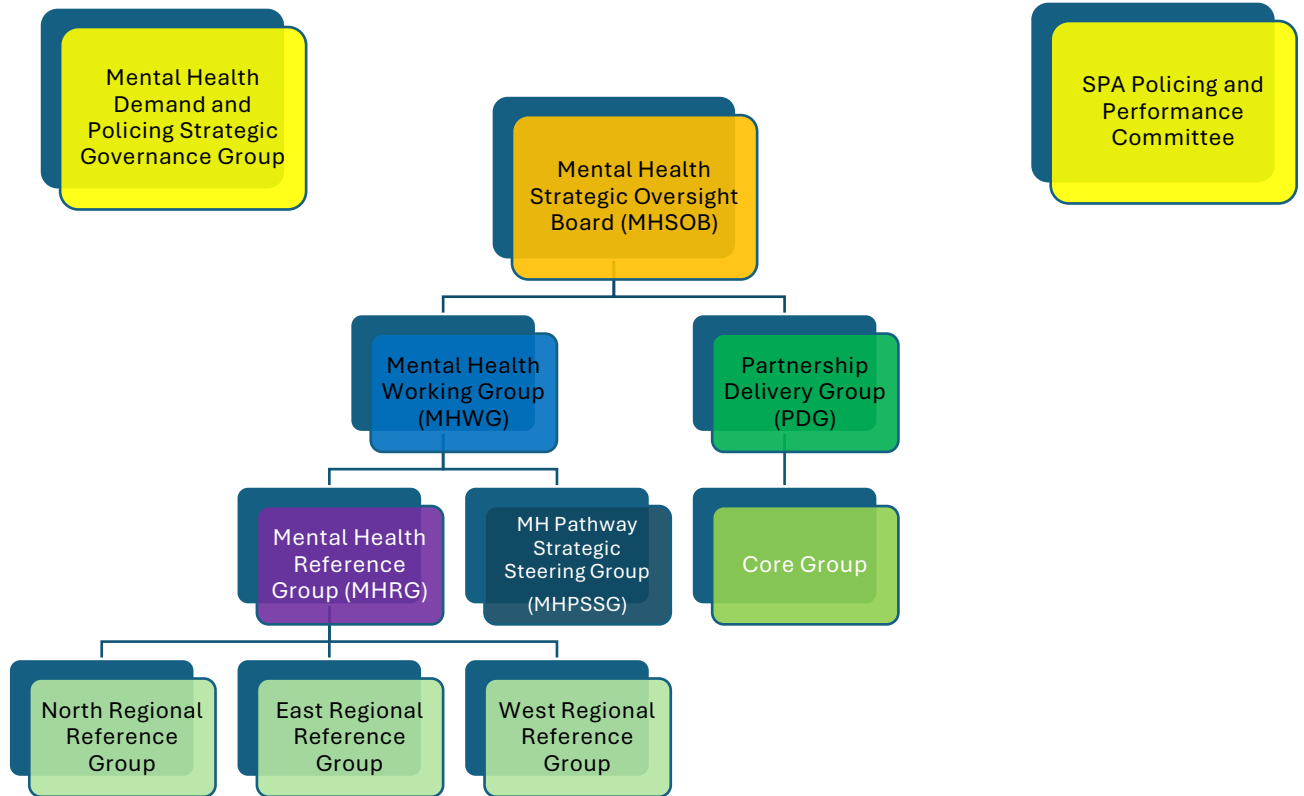 Mental Health
Demand and
Policing Strategic
Governance Group
SPA Policing and
Performance
Committee
Mental Health
Strategic Oversight
Board (MHSOB)
Mental Health
Working Group
(MHWG)
Partnership
Delivery Group
(PDG)
Mental Health
Reference
Group (MHRG)
MH Pathway
Strategic
Steering Group
(MHPSSG)
Core Group
North Regional
Reference
Group
East Regional
Reference
Group
West Regional
Reference
Group